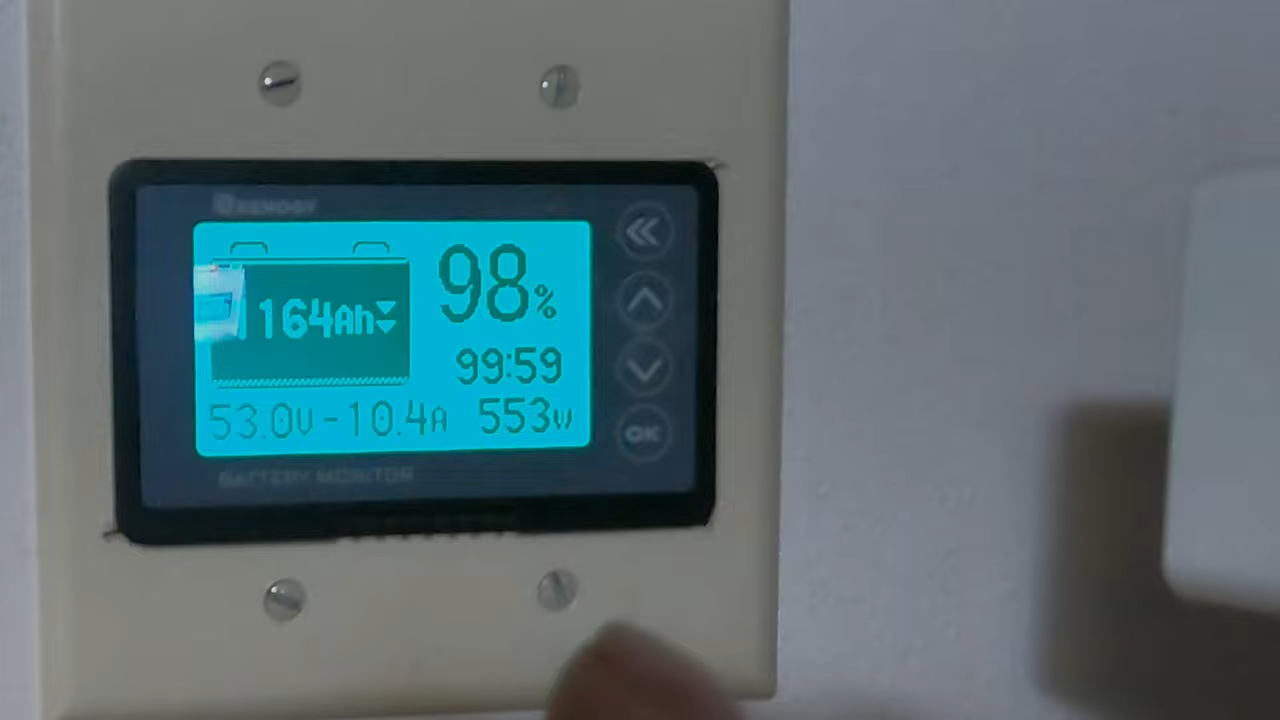 RENOGY
98%
164Ah
99:59
53.0V -10.4A 553W
OK
BATTERY MONITOR